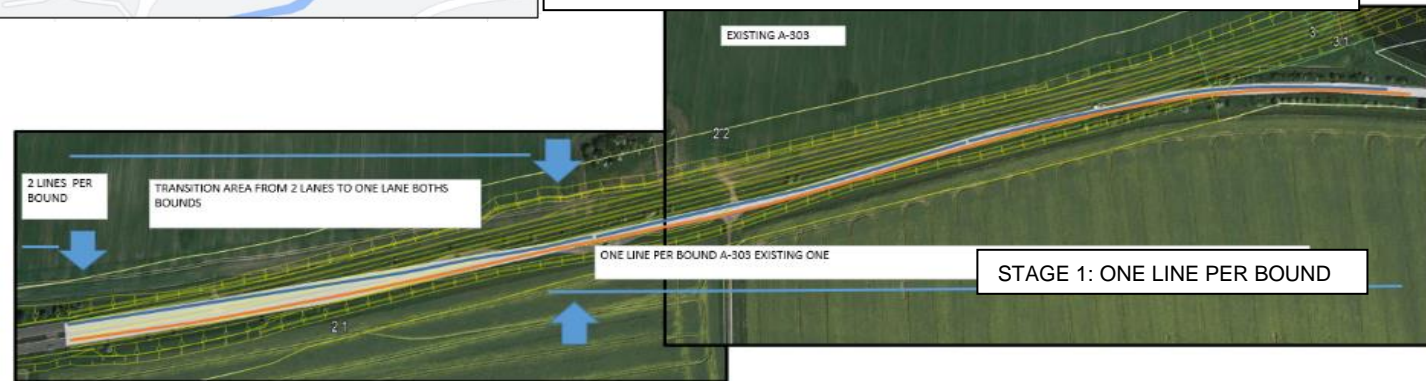 EXISTING A-303
3
3.1
2.2
2 LINES PER
BOUND
TRANSITION AREA FROM 2 LANES TO ONE LANE BOTHS
BOUNDS
ONE LINE PER BOUND A-303 EXISTING ONE
STAGE 1: ONE LINE PER BOUND
2.1